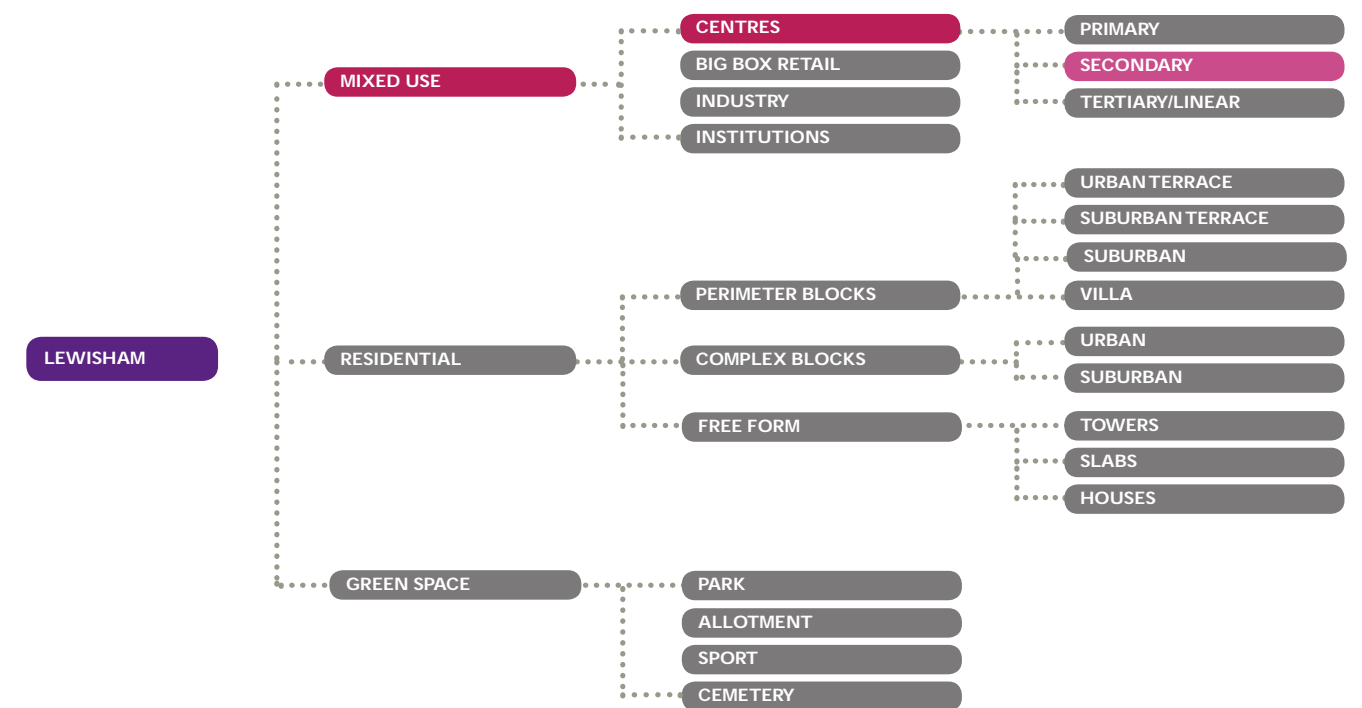 LEWISHAM
MIXED USE
CENTRES
PRIMARY
SECONDARY
TERTIARY/LINEAR
BIG BOX RETAIL
INDUSTRY
INSTITUTIONS
RESIDENTIAL
PERIMETER BLOCKS
URBAN TERRACE
SUBURBAN TERRACE
SUBURBAN
VILLA
COMPLEX BLOCKS
URBAN
SUBURBAN
FREE FORM
TOWERS
SLABS
HOUSES
GREEN SPACE
PARK
ALLOTMENT
SPORT
CEMETERY